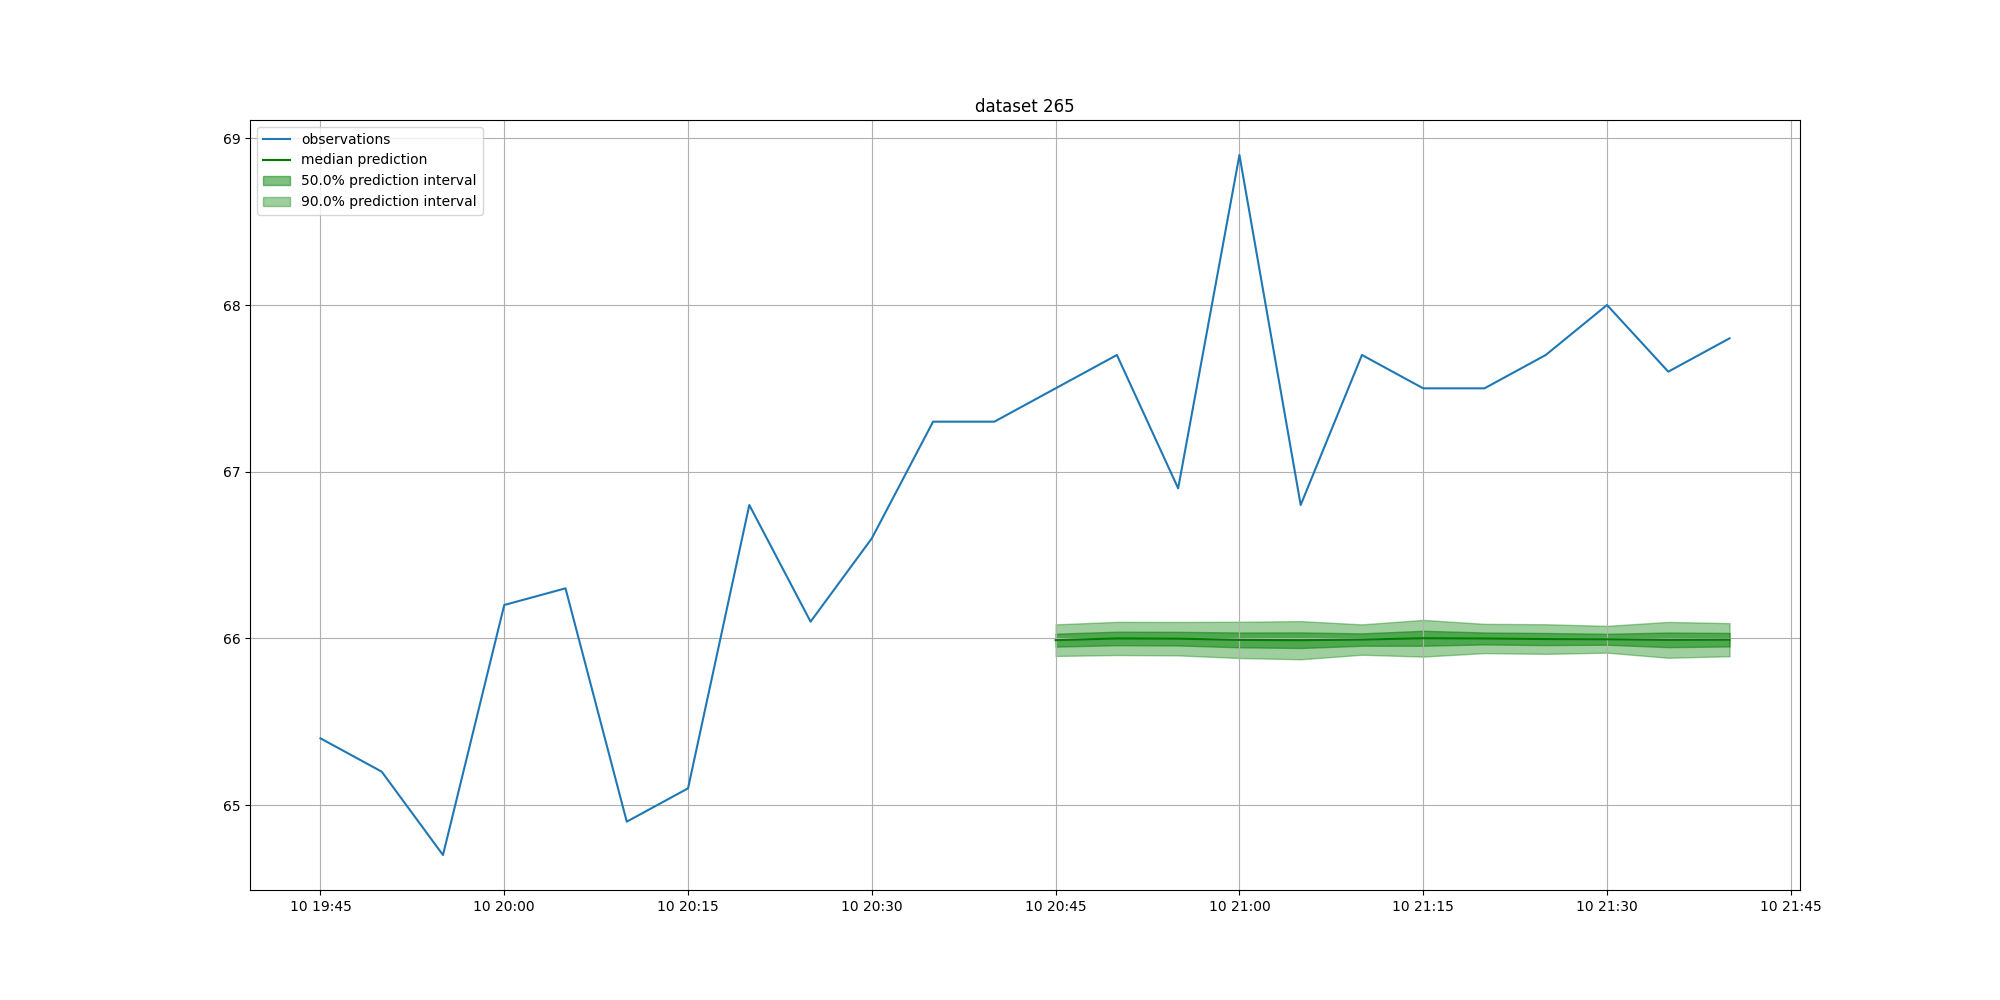 dataset 265
observations
median prediction
50.0% prediction interval
90.0% prediction interval
69
68
67
66
65
10 19:45
10 20:00
10 20:15
10 20:30
10 20:45
10 21:00
10 21:15
10 21:30
10 21:45